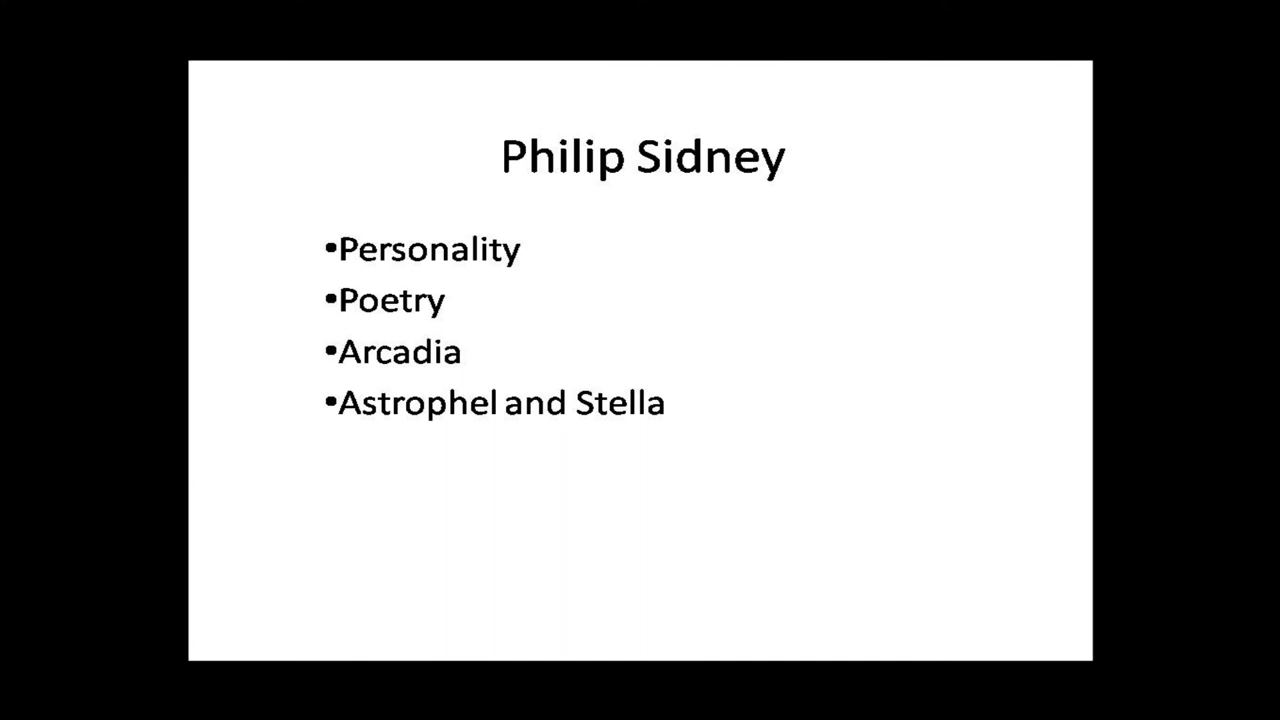 Philip Sidney
•Personality
•Poetry
•Arcadia
•Astrophel and Stella